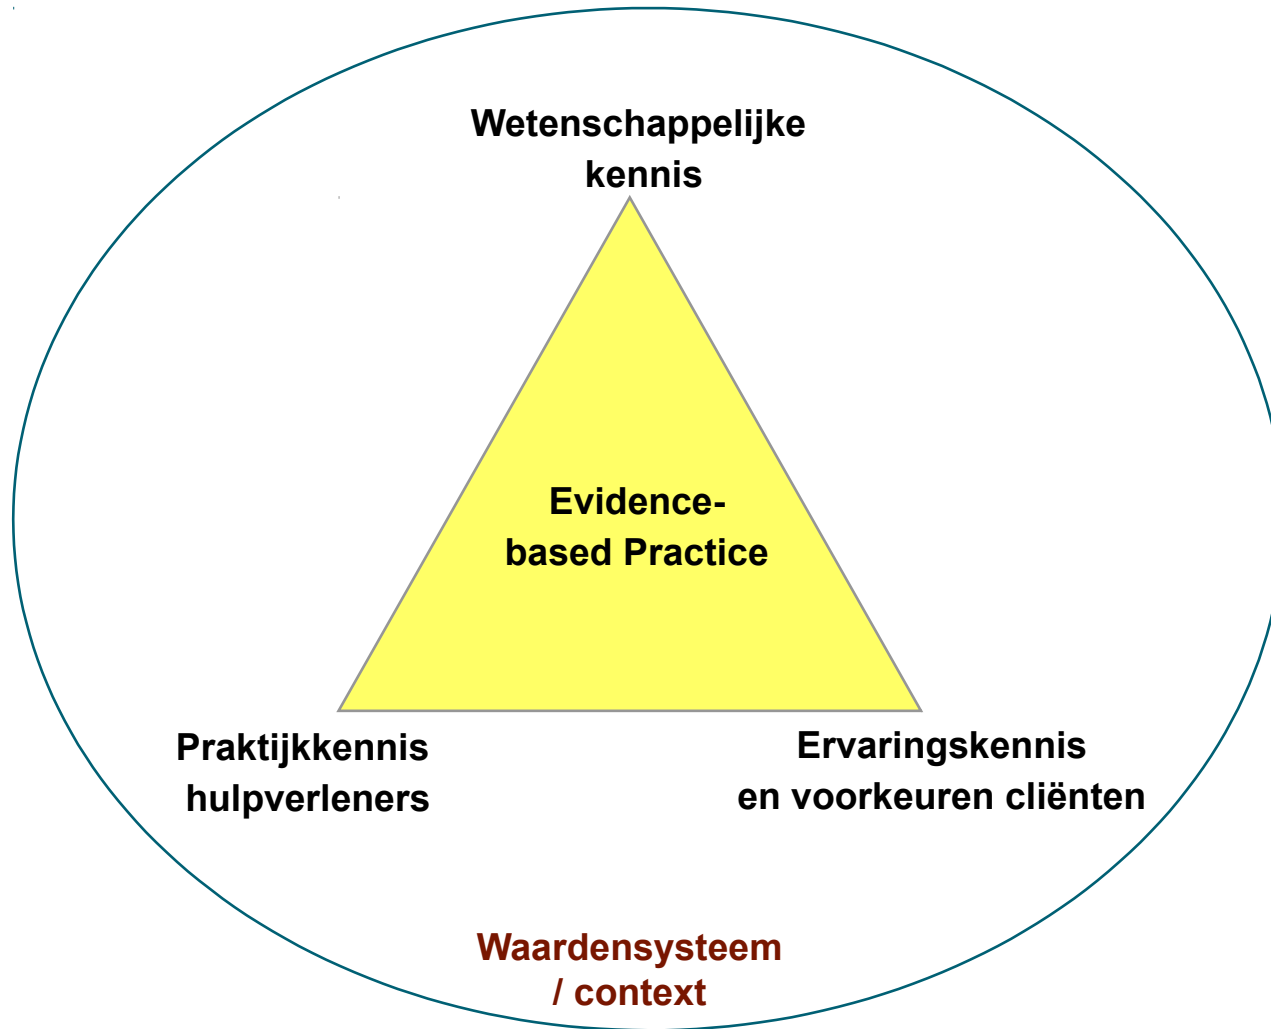 Wetenschappelijke
kennis
Evidence-
based Practice
Praktijkkennis
hulpverleners
Ervaringskennis
en voorkeuren cliënten
Waardensysteem
/ context